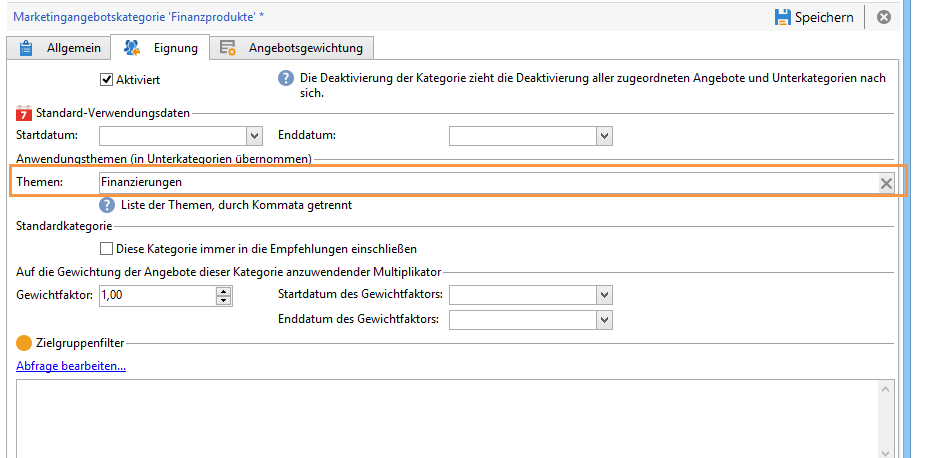 Marketingangebotskategorie 'Finanzprodukte' *
Speichern
Allgemein
Eignung
Angebotsgewichtung
Aktiviert
Die Deaktivierung der Kategorie zieht die Deaktivierung aller zugeordneten Angebote und Unterkategorien nach
sich.
Standard-Verwendungsdaten
Startdatum:
Enddatum:
Anwendungsthemen (in Unterkategorien übernommen)
Themen:
Finanzierungen
Liste der Themen, durch Kommata getrennt
Standardkategorie
Diese Kategorie immer in die Empfehlungen einschließen
Auf die Gewichtung der Angebote dieser Kategorie anzuwendender Multiplikator
Gewichtfaktor:
1,00
Startdatum des Gewichtfaktors:
Enddatum des Gewichtfaktors:
Zielgruppenfilter
Abfrage bearbeiten...